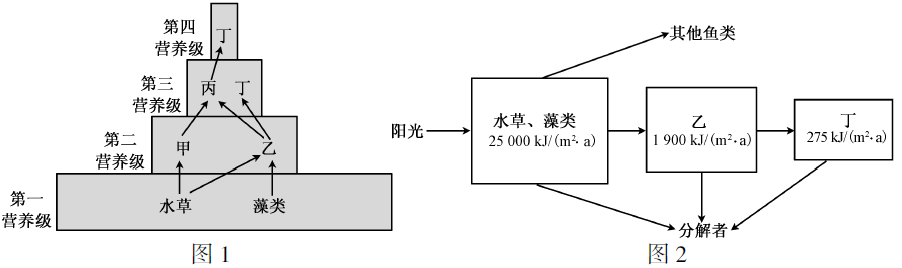 第四
营养级
丁
第三
营养级
丙 丁
第二
营养级
甲 乙
第一
营养级
水草 藻类
图1
其他鱼类
阳光
水草、藻类
25 000 kJ/(m²· a)
乙
1 900 kJ/(m²·a)
丁
275 kJ/(m²·a)
分解者
图2